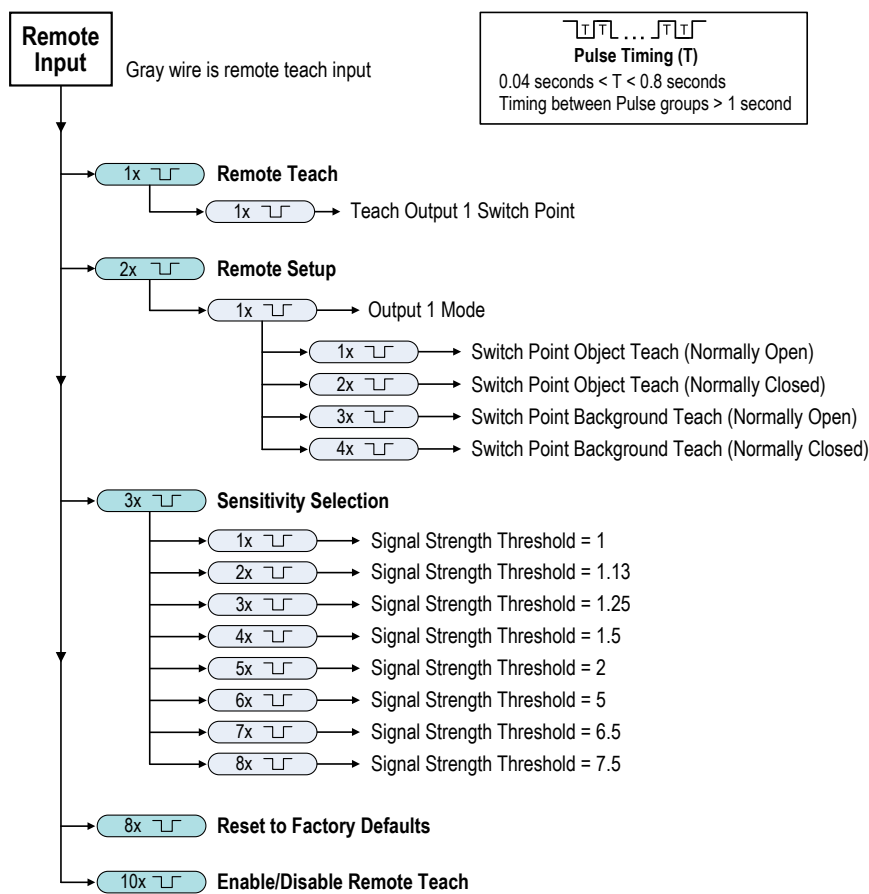 Remote
Input
Gray wire is remote teach input
T T ... T T
Pulse Timing (T)
0.04 seconds < T < 0.8 seconds
Timing between Pulse groups > 1 second
1x Remote Teach
1x Teach Output 1 Switch Point
2x Remote Setup
1x Output 1 Mode
1x Switch Point Object Teach (Normally Open)
2x Switch Point Object Teach (Normally Closed)
3x Switch Point Background Teach (Normally Open)
4x Switch Point Background Teach (Normally Closed)
3x Sensitivity Selection
1x Signal Strength Threshold = 1
2x Signal Strength Threshold = 1.13
3x Signal Strength Threshold = 1.25
4x Signal Strength Threshold = 1.5
5x Signal Strength Threshold = 2
6x Signal Strength Threshold = 5
7x Signal Strength Threshold = 6.5
8x Signal Strength Threshold = 7.5
8x Reset to Factory Defaults
10x Enable/Disable Remote Teach